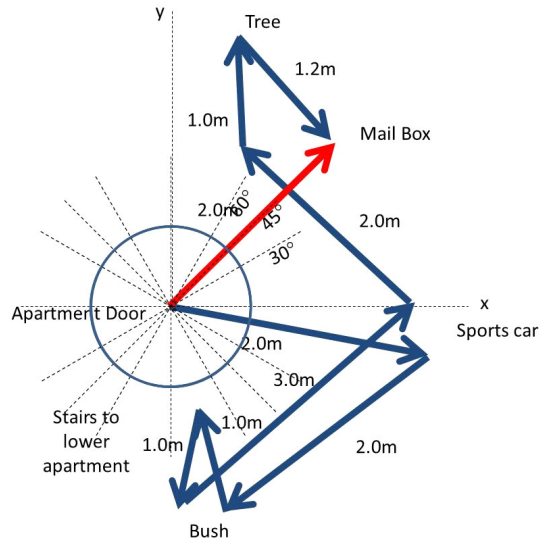 y
Tree
1.2m
1.0m
Mail Box
2.0m
60°
45°
2.0m
30°
x
Apartment Door
Sports car
2.0m
3.0m
Stairs to
lower
apartment
1.0m
1.0m
2.0m
Bush